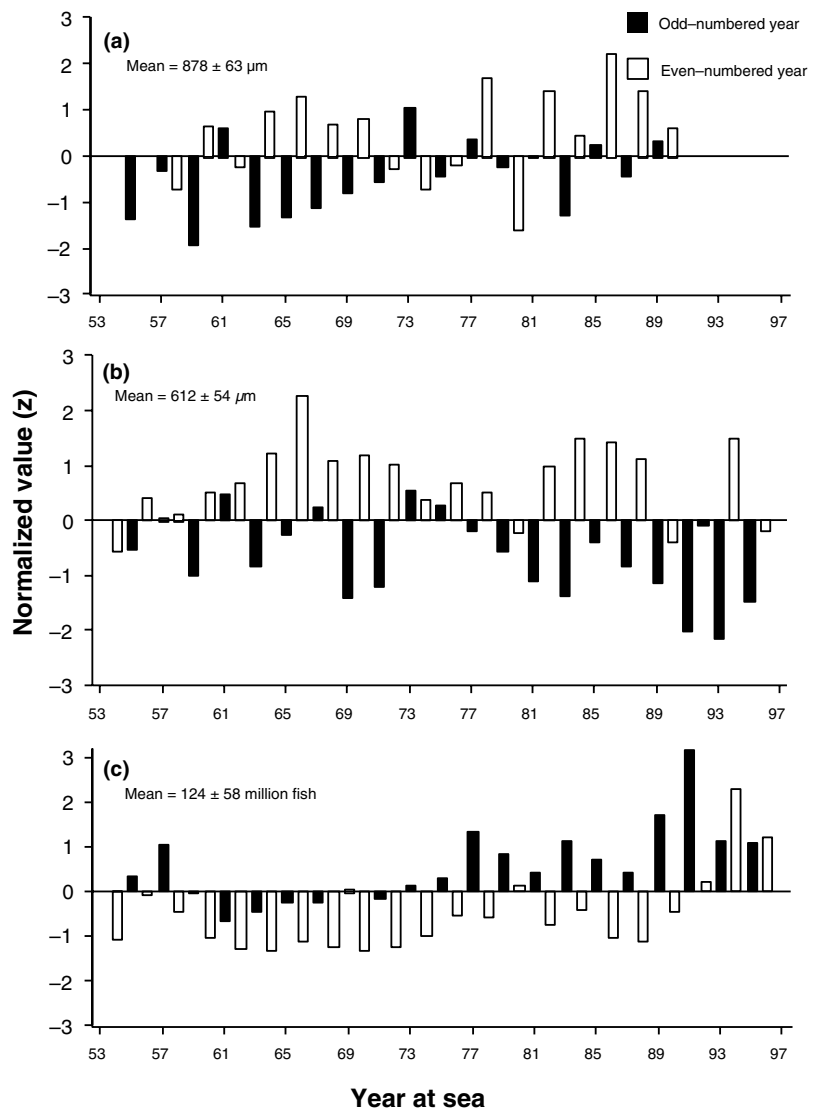 3
(a)
Odd–numbered year
Mean = 878 ± 63 μm
Even–numbered year
2
1
0
–1
–2
–3
53 57 61 65 69 73 77 81 85 89 93 97
3
(b)
Mean = 612 ± 54 μm
2
1
0
–1
–2
–3
53 57 61 65 69 73 77 81 85 89 93 97
Normalized value (z)
3
(c)
Mean = 124 ± 58 million fish
2
1
0
–1
–2
–3
53 57 61 65 69 73 77 81 85 89 93 97
Year at sea